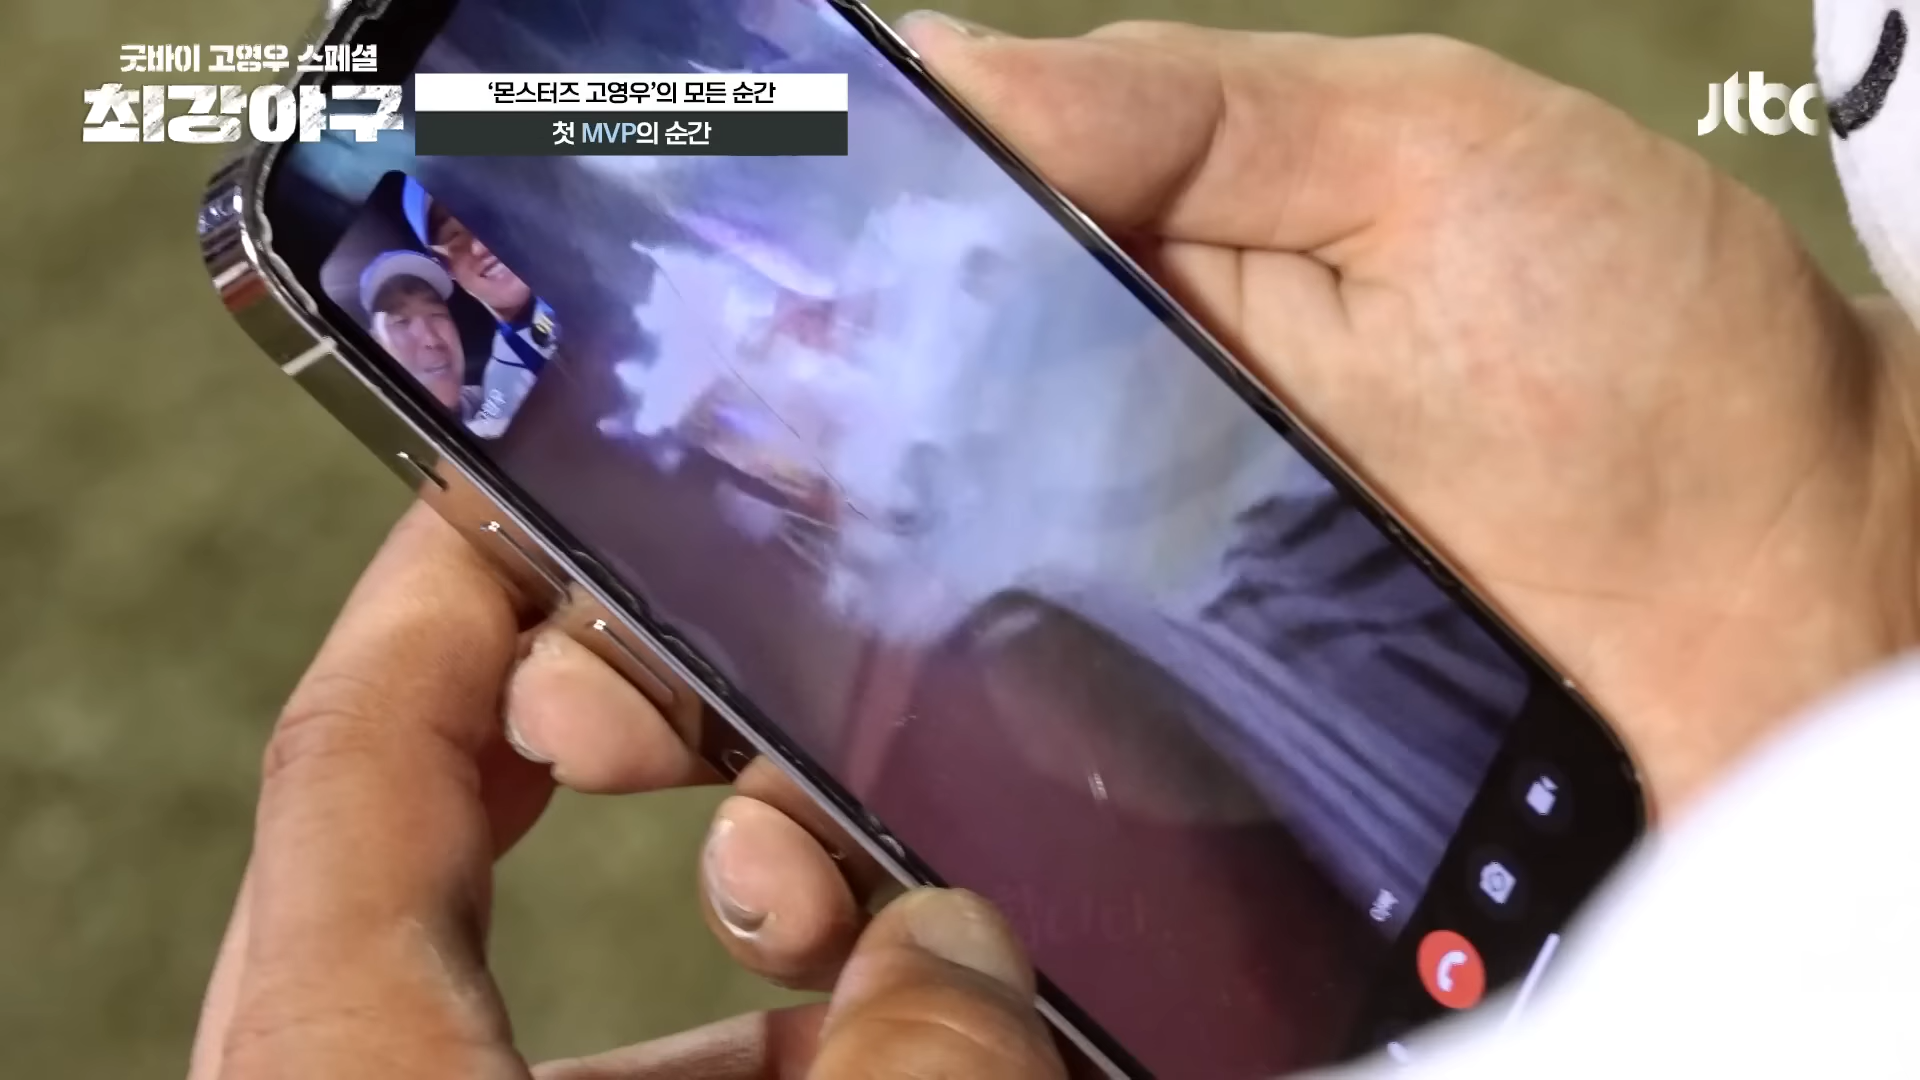 굿바이 고영우 스페셜
최강야구
‘몬스터즈 고영우’의 모든 순간
첫 MVP의 순간
jtbc